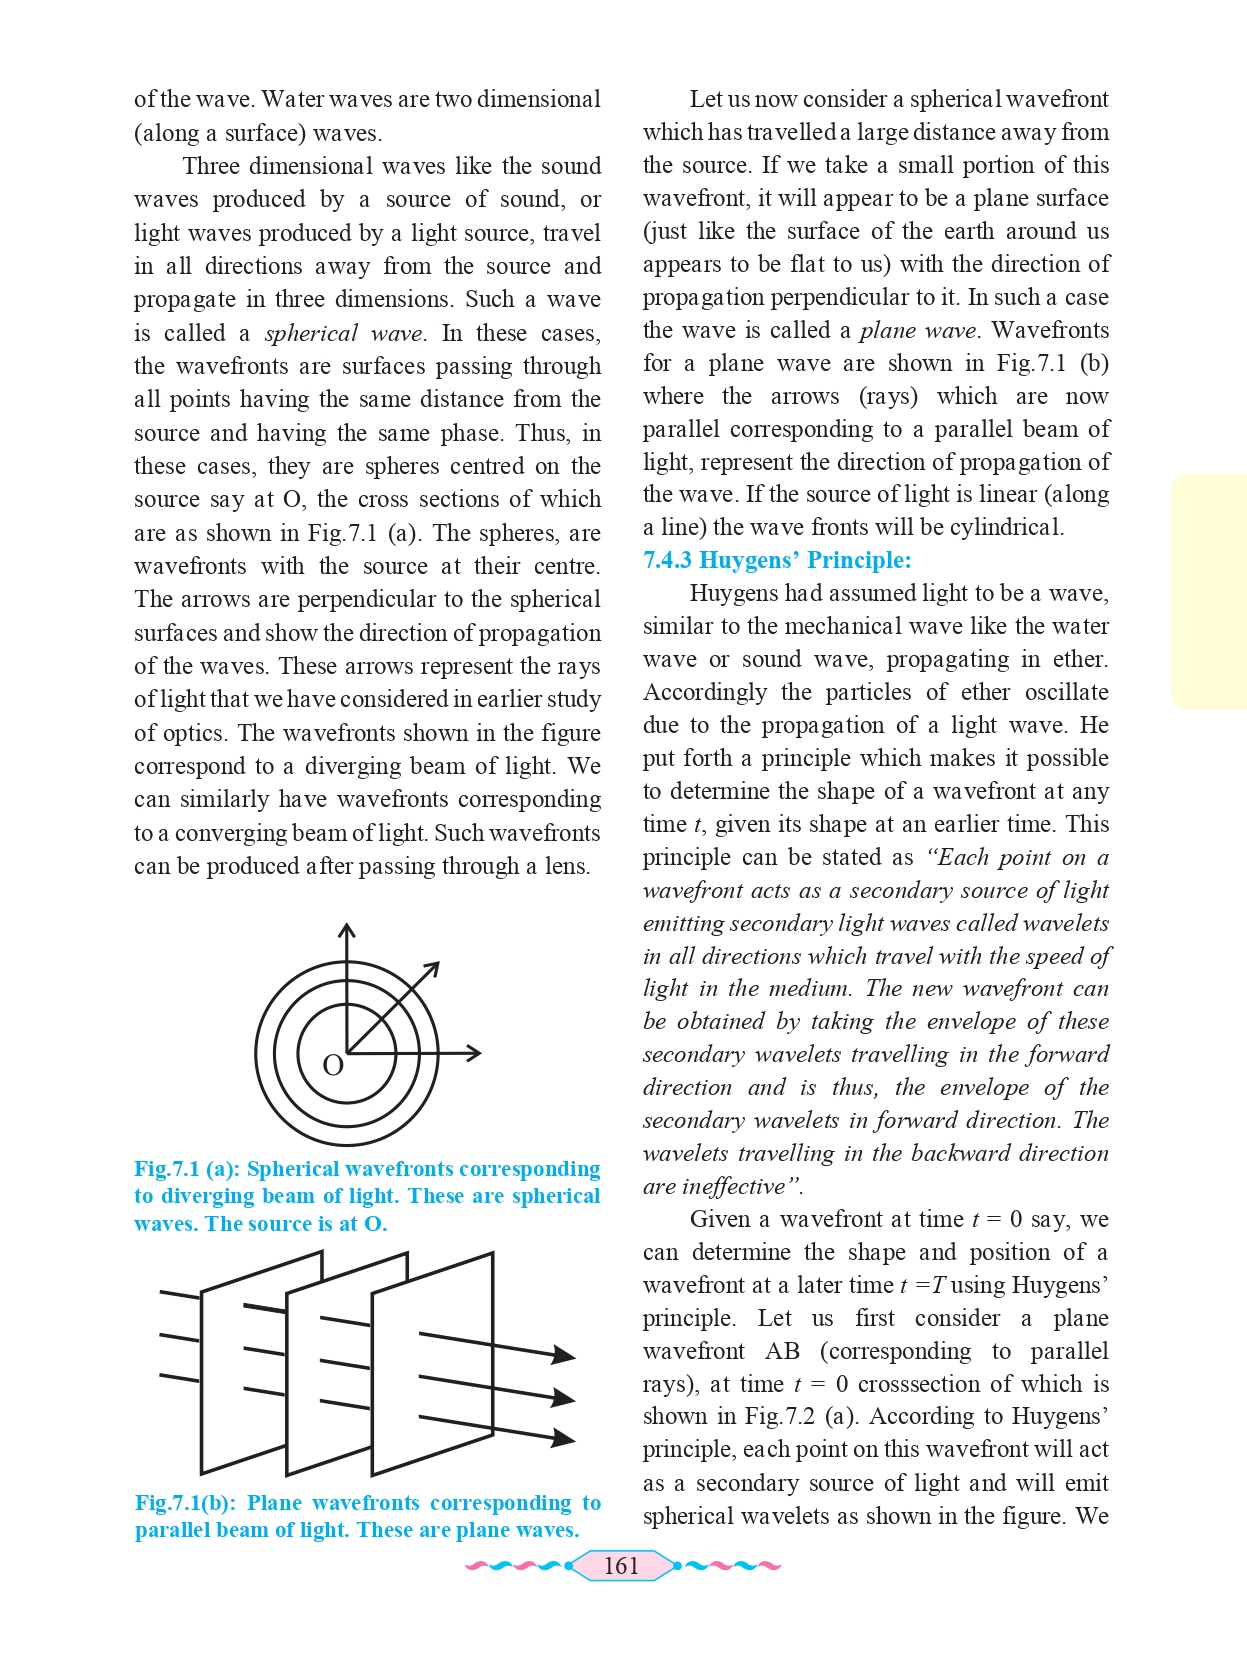 of the wave. Water waves are two dimensional
(along a surface) waves.
Three dimensional waves like the sound
waves produced by a source of sound, or
light waves produced by a light source, travel
in all directions away from the source and
propagate in three dimensions. Such a wave
is called a spherical wave. In these cases,
the wavefronts are surfaces passing through
all points having the same distance from the
source and having the same phase. Thus, in
these cases, they are spheres centred on the
source say at O, the cross sections of which
are as shown in Fig.7.1 (a). The spheres, are
wavefronts with the source at their centre.
The arrows are perpendicular to the spherical
surfaces and show the direction of propagation
of the waves. These arrows represent the rays
of light that we have considered in earlier study
of optics. The wavefronts shown in the figure
correspond to a diverging beam of light. We
can similarly have wavefronts corresponding
to a converging beam of light. Such wavefronts
can be produced after passing through a lens.
O
Fig.7.1 (a): Spherical wavefronts corresponding
to diverging beam of light. These are spherical
waves. The source is at O.
Fig.7.1(b): Plane wavefronts corresponding to
parallel beam of light. These are plane waves.
Let us now consider a spherical wavefront
which has travelled a large distance away from
the source. If we take a small portion of this
wavefront, it will appear to be a plane surface
(just like the surface of the earth around us
appears to be flat to us) with the direction of
propagation perpendicular to it. In such a case
the wave is called a plane wave. Wavefronts
for a plane wave are shown in Fig.7.1 (b)
where the arrows (rays) which are now
parallel corresponding to a parallel beam of
light, represent the direction of propagation of
the wave. If the source of light is linear (along
a line) the wave fronts will be cylindrical.
7.4.3 Huygens’ Principle:
Huygens had assumed light to be a wave,
similar to the mechanical wave like the water
wave or sound wave, propagating in ether.
Accordingly the particles of ether oscillate
due to the propagation of a light wave. He
put forth a principle which makes it possible
to determine the shape of a wavefront at any
time t, given its shape at an earlier time. This
principle can be stated as “Each point on a
wavefront acts as a secondary source of light
emitting secondary light waves called wavelets
in all directions which travel with the speed of
light in the medium. The new wavefront can
be obtained by taking the envelope of these
secondary wavelets travelling in the forward
direction and is thus, the envelope of the
secondary wavelets in forward direction. The
wavelets travelling in the backward direction
are ineffective”.
Given a wavefront at time t = 0 say, we
can determine the shape and position of a
wavefront at a later time t =T using Huygens’
principle. Let us first consider a plane
wavefront AB (corresponding to parallel
rays), at time t = 0 crosssection of which is
shown in Fig.7.2 (a). According to Huygens’
principle, each point on this wavefront will act
as a secondary source of light and will emit
spherical wavelets as shown in the figure. We
161